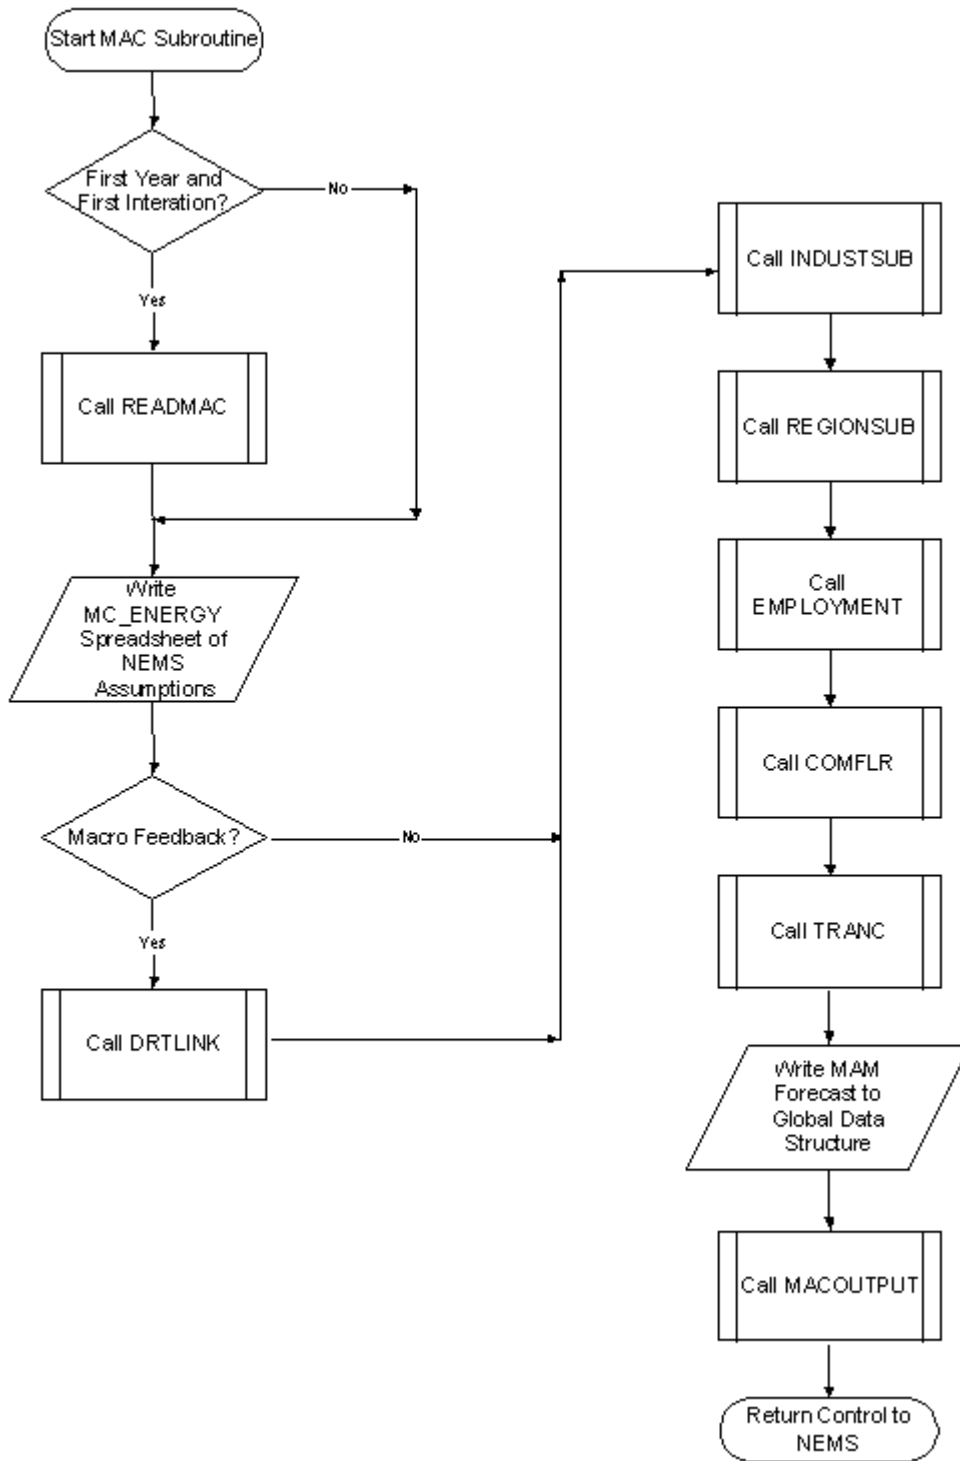 Start MAC Subroutine
First Year and
First Interation?
No
Yes
Call READMAC
Write
MC_ENERGY
Spreadsheet of
NEMS
Assumptions
Macro Feedback?
No
Yes
Call DRTLINK
Call INDUSTSUB
Call REGIONSUB
Call
EMPLOYMENT
Call COMFLR
Call TRANC
Write MAM
Forecast to
Global Data
Structure
Call MACOUTPUT
Return Control to
NEMS